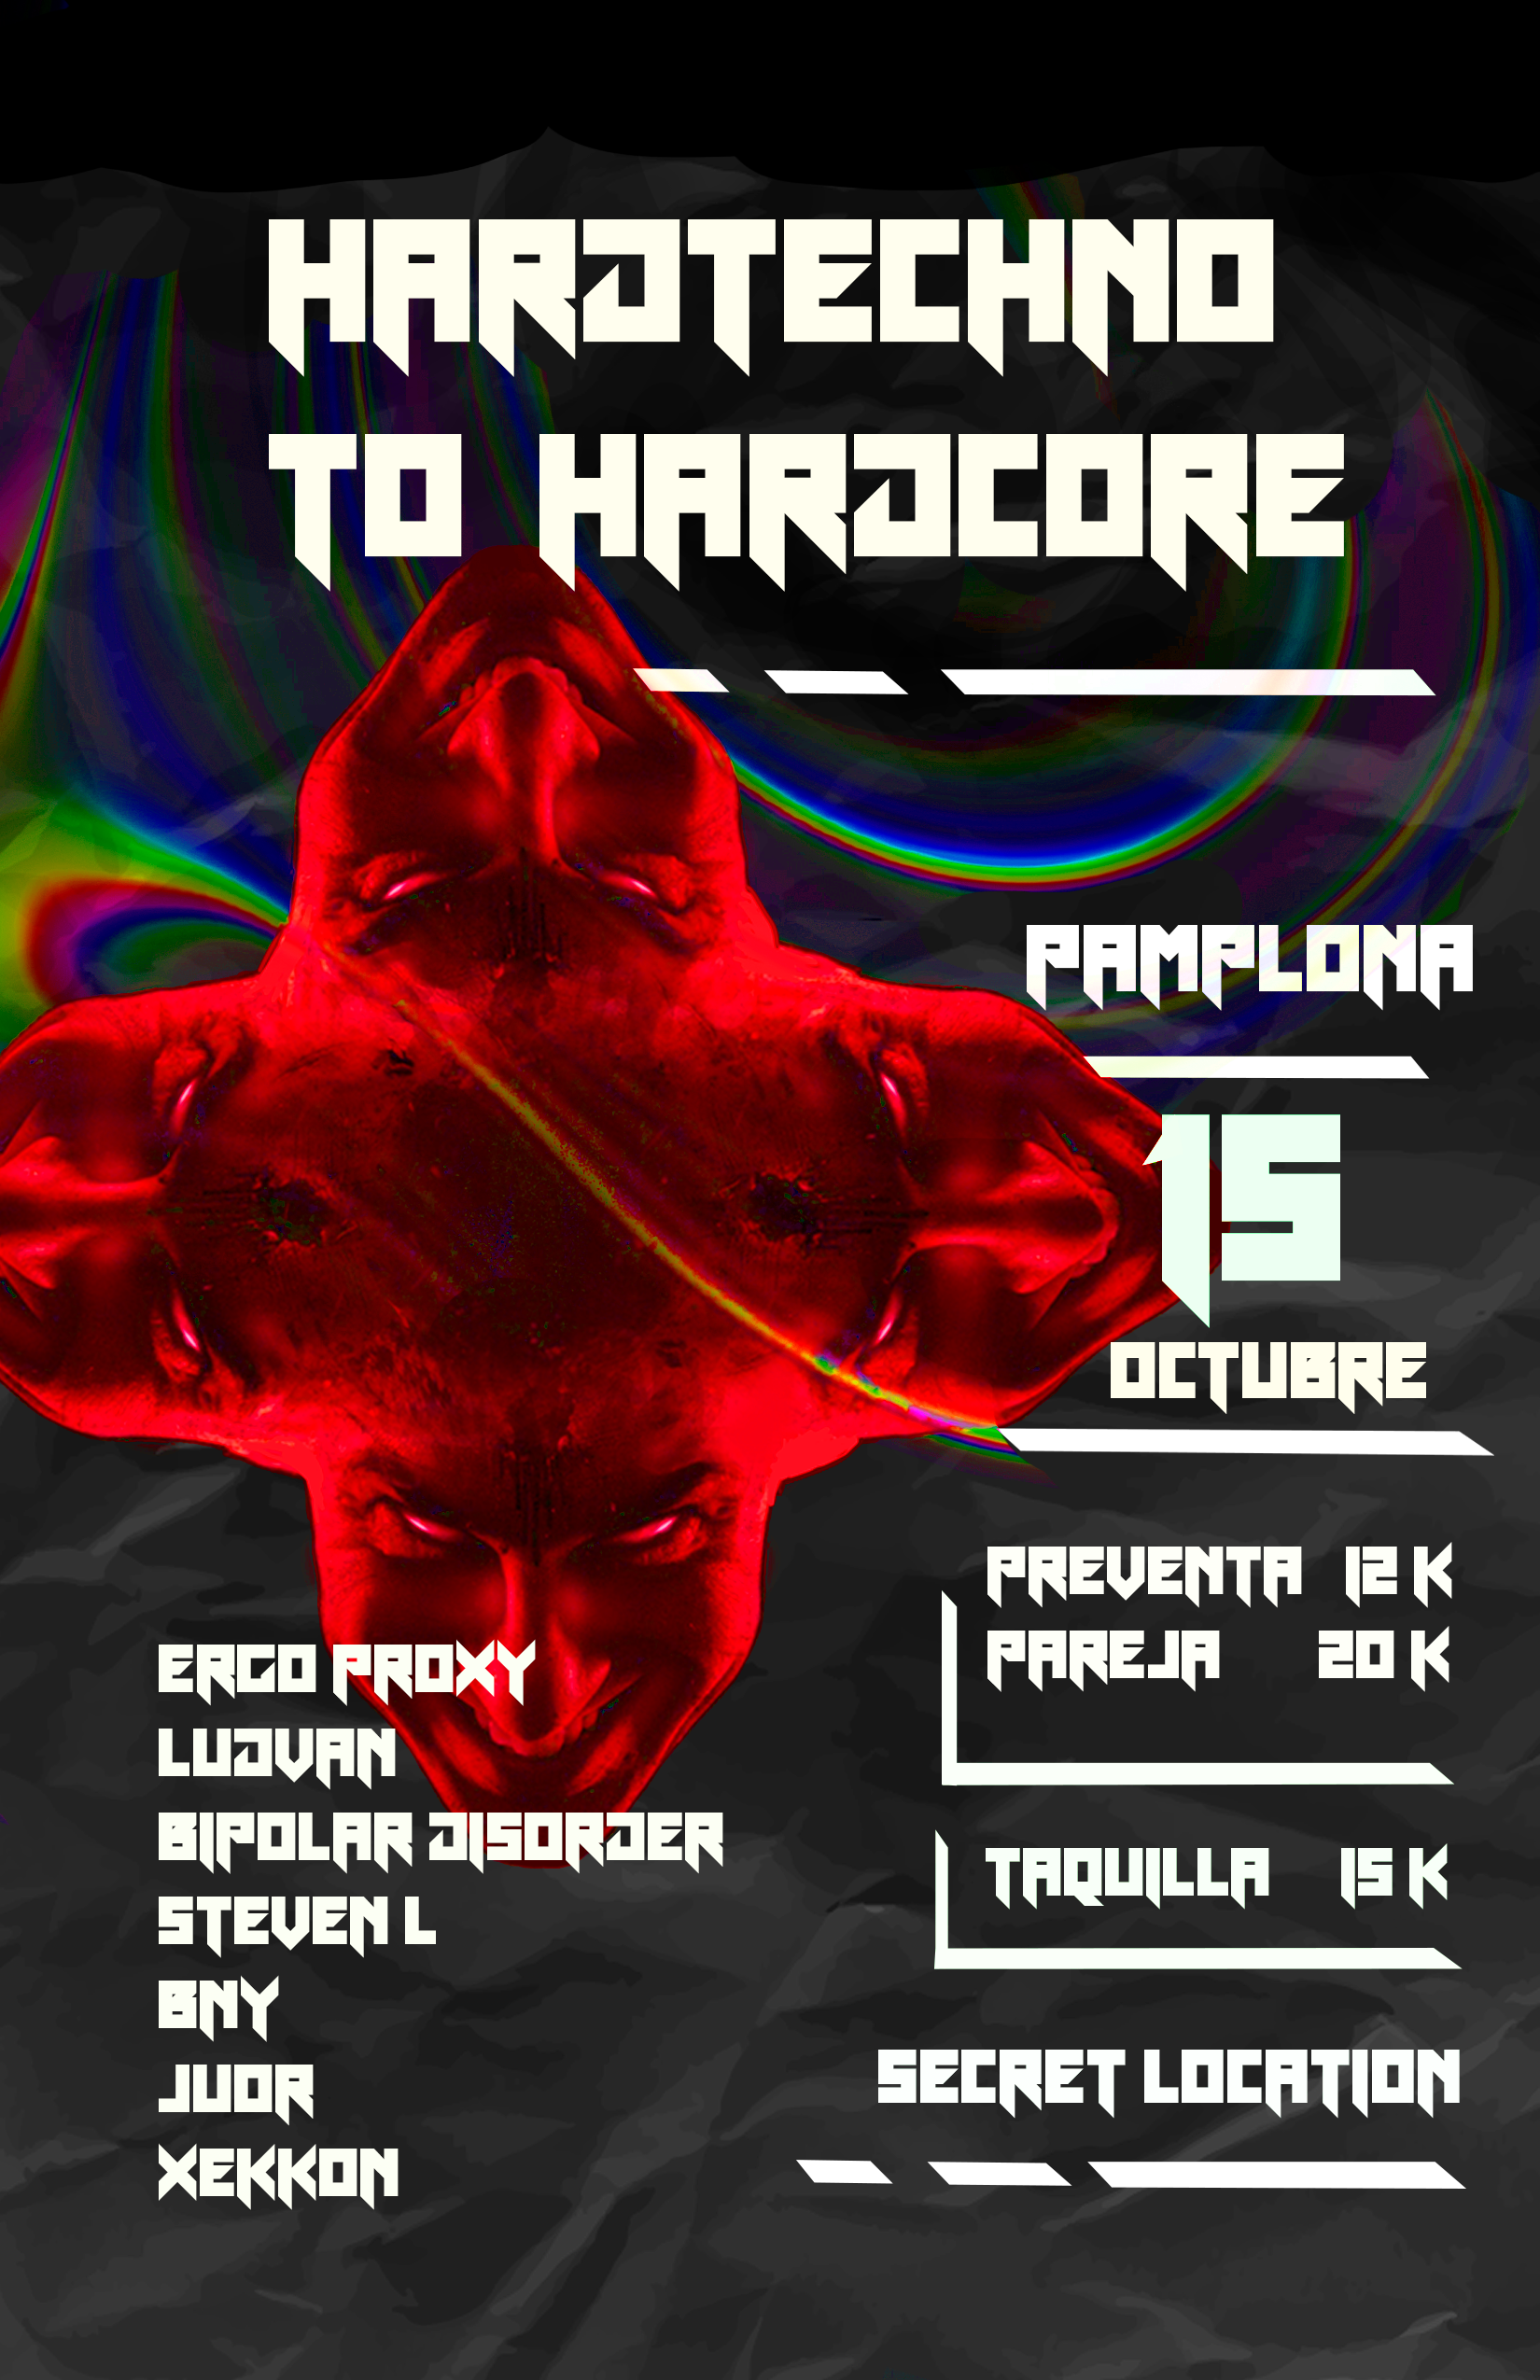 HARDTECHNO
TO HARDCORE
PAMPLONA
15
OCTUBRE
PREVENTA 12 K
PAREJA 20 K
TAQUILLA 15 K
SECRET LOCATION
ERGO PROXY
LUDVAN
BIPOLAR DISORDER
STEVEN L
BNY
JUOR
XEKKON